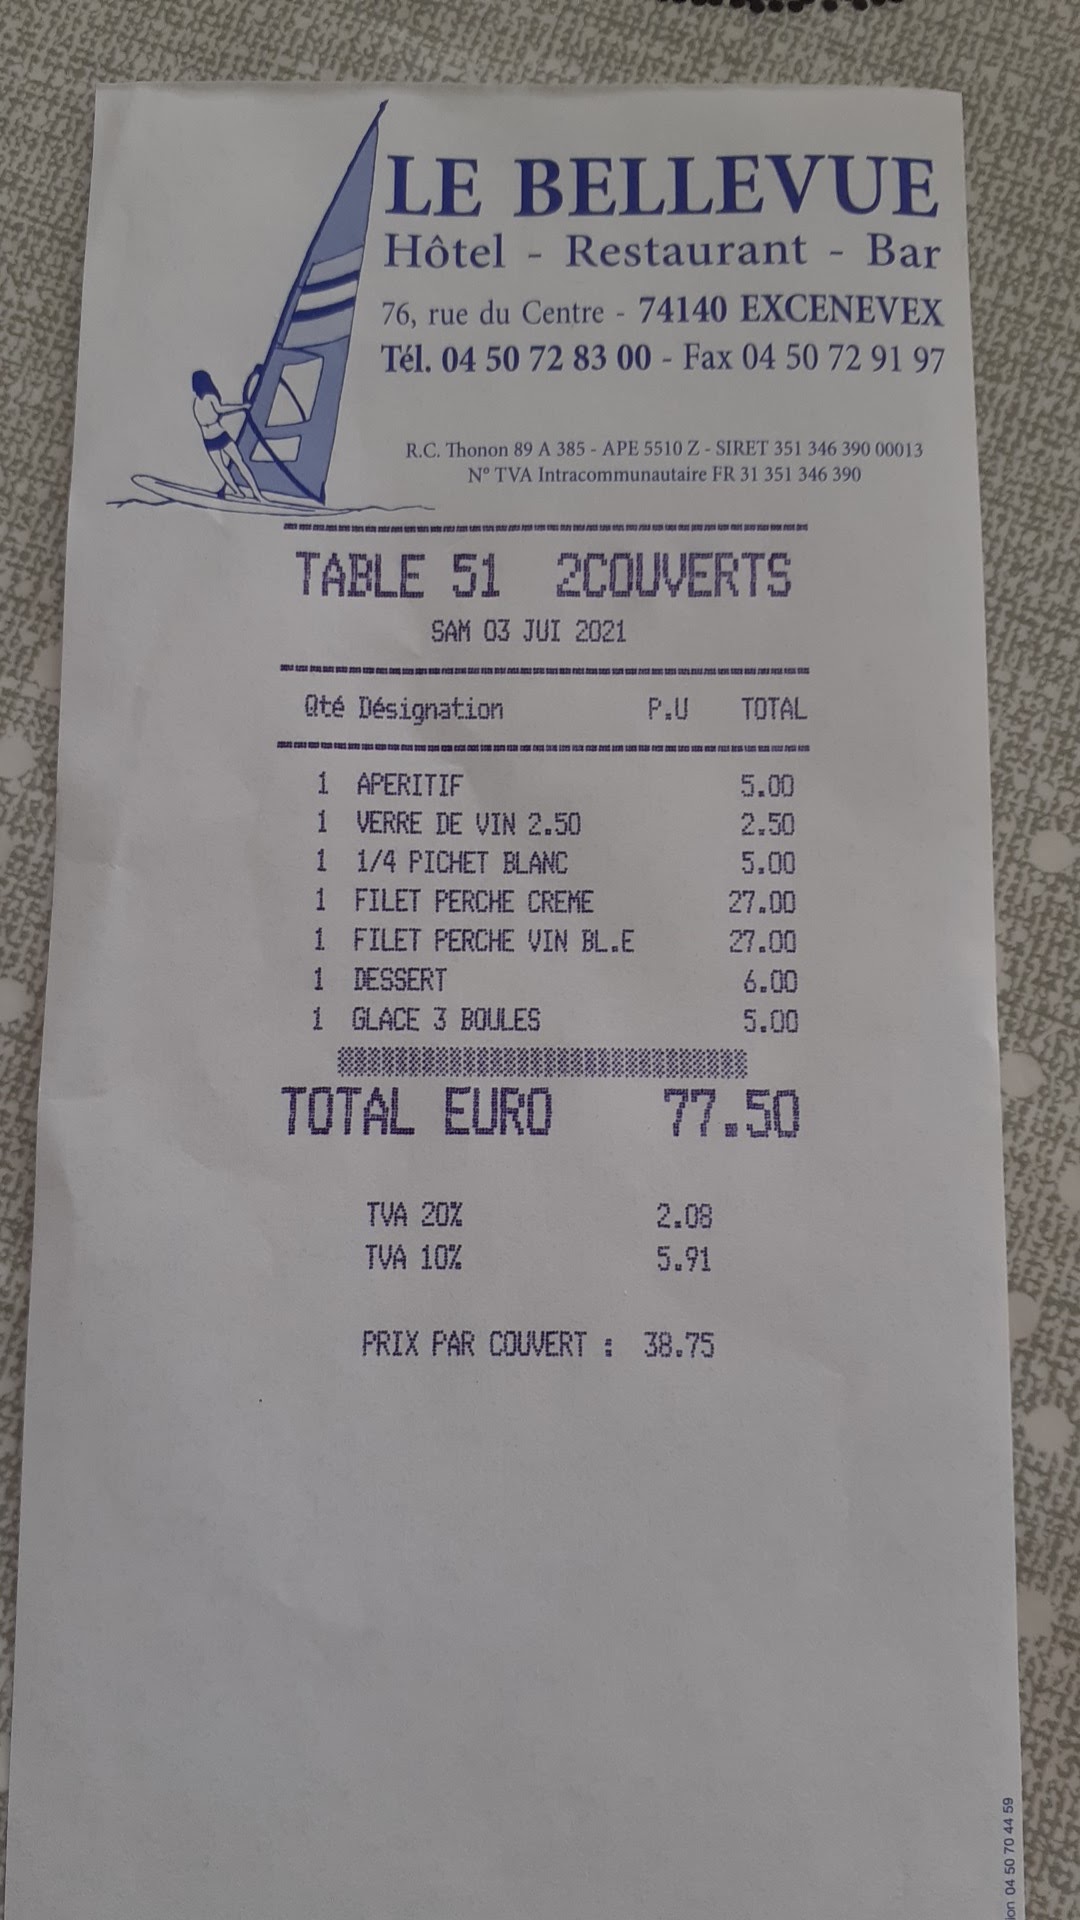 LE BELLEVUE
Hôtel - Restaurant - Bar
76, rue du Centre - 74140 EXCENEVEX
Tél. 04 50 72 83 00 - Fax 04 50 72 91 97
R.C. Thonon 89 A 385 - APE 5510 Z - SIRET 351 346 390 00013
N° TVA Intracommunautaire FR 31 351 346 390
TABLE 51 2COUVERTS
SAM 03 JUI 2021
Qté Désignation P.U TOTAL
1 APERITIF 5.00
1 VERRE DE VIN 2.50 2.50
1 1/4 PICHET BLANC 5.00
1 FILET PERCHE CREME 27.00
1 FILET PERCHE VIN BL.E 27.00
1 DESSERT 6.00
1 GLACE 3 BOULES 5.00
TOTAL EURO 77.50
TVA 20% 2.08
TVA 10% 5.91
PRIX PAR COUVERT : 38.75
04 50 70 44 59